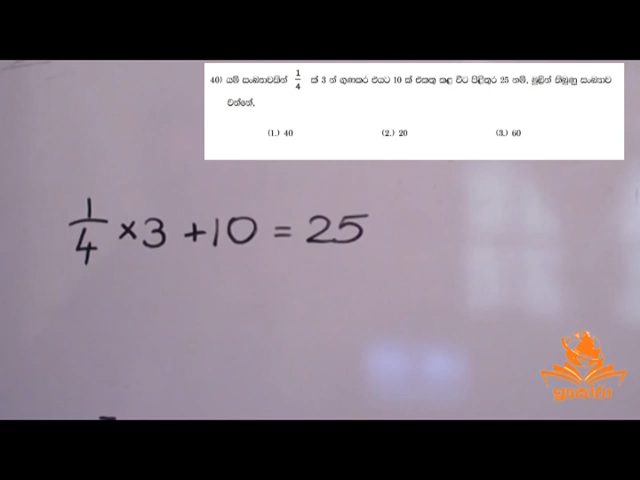 40) යම් සංඛ්‍යාවකින් 1/4 ක් 3 න් ගුණකර එයට 10 ක් එකතු කළ විට පිළිතුර 25 නම්, මුලින් තිබුණු සංඛ්‍යාව
වන්නේ,
(1.) 40 (2.) 20 (3.) 60
1/4 ×3 +10 = 25